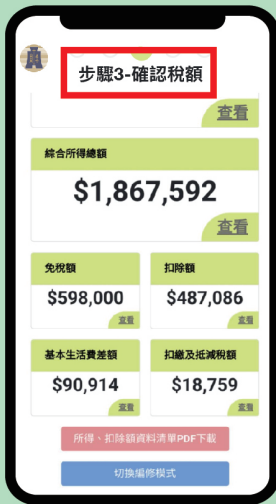 步驟3-確認稅額
查看
綜合所得總額
$1,867,592
查看
免稅額
扣除額
$598,000
$487,086
查看
查看
基本生活費差額
扣繳及抵減稅額
$90,914
$18,759
查看
查看
所得、扣除額資料清單PDF下載
切換編修模式